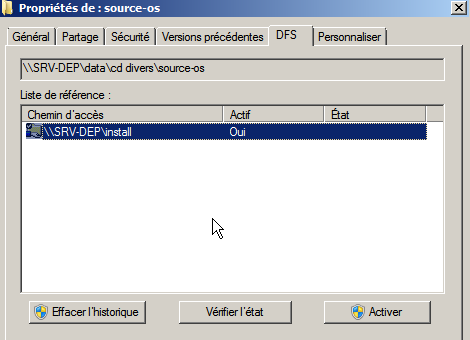 Propriétés de : source-os
Général Partage Sécurité Versions précédentes DFS Personnaliser
\\SRV-DEP\data\cd divers\source-os
Liste de référence :
Chemin d'accès Actif État
\\SRV-DEP\install Oui
Effacer l'historique Vérifier l'état Activer